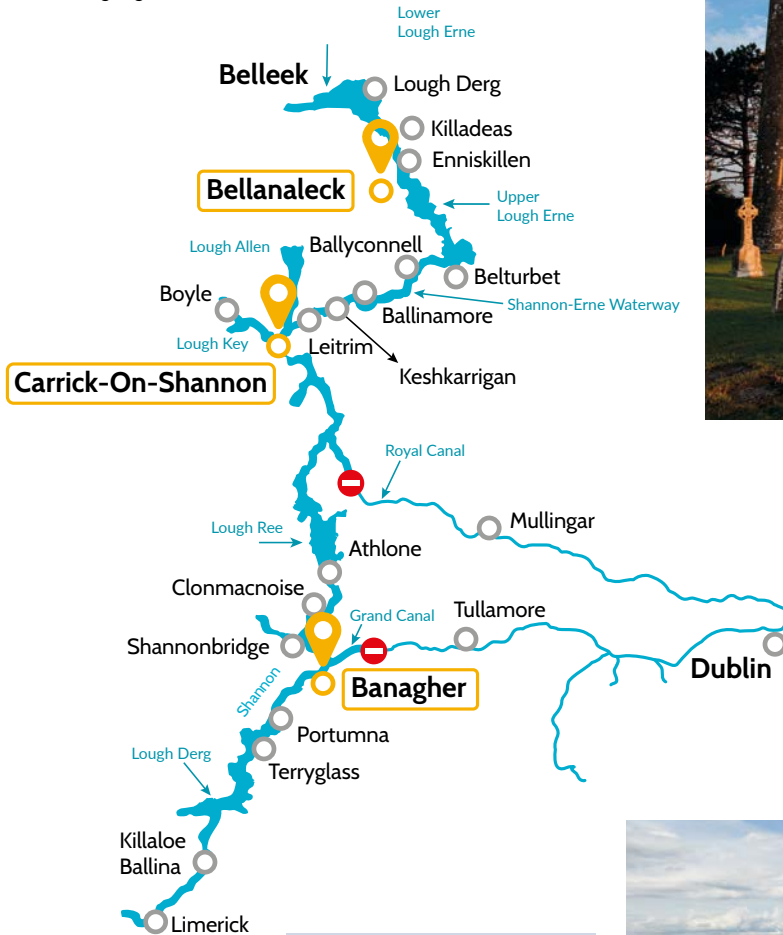 Lower
Lough Erne
Belleek
Lough Derg
Killadeas
Enniskillen
Bellanaleck
Upper
Lough Erne
Lough Allen
Ballyconnell
Belturbet
Boyle
Shannon-Erne Waterway
Ballinamore
Lough Key
Leitrim
Carrick-On-Shannon
Keshkarrigan
Royal Canal
Mullingar
Lough Ree
Athlone
Clonmacnoise
Grand Canal
Tullamore
Shannonbridge
Dublin
Shannon
Banagher
Portumna
Lough Derg
Terryglass
Killaloe
Ballina
Limerick